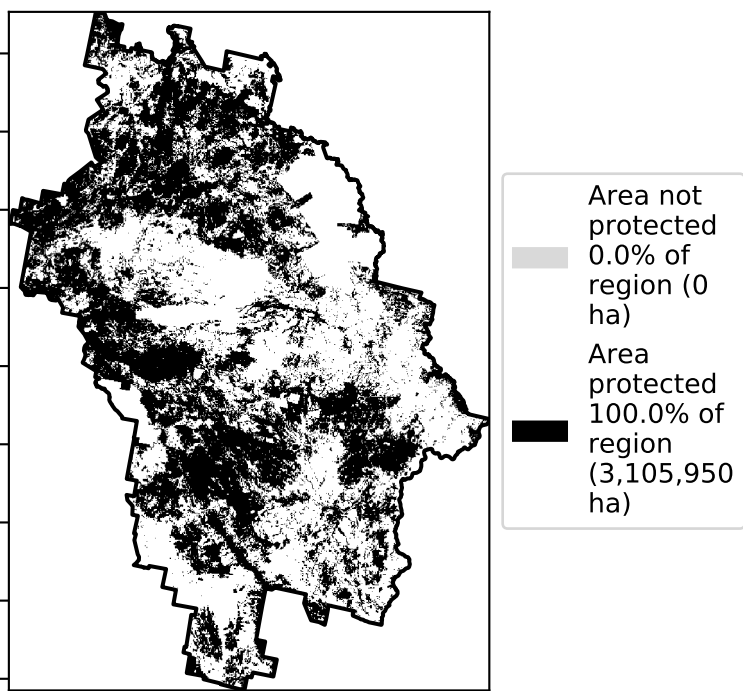 Area not
protected
0.0% of
region (0
ha)
Area
protected
100.0% of
region
(3,105,950
ha)